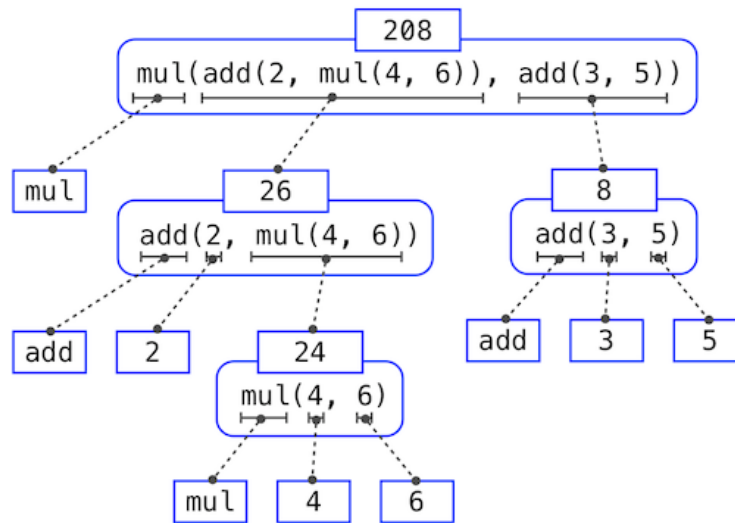 208
mul(add(2, mul(4, 6)), add(3, 5))
mul
26
8
add(2, mul(4, 6))
add(3, 5)
add
2
24
add
3
5
mul(4, 6)
mul
4
6